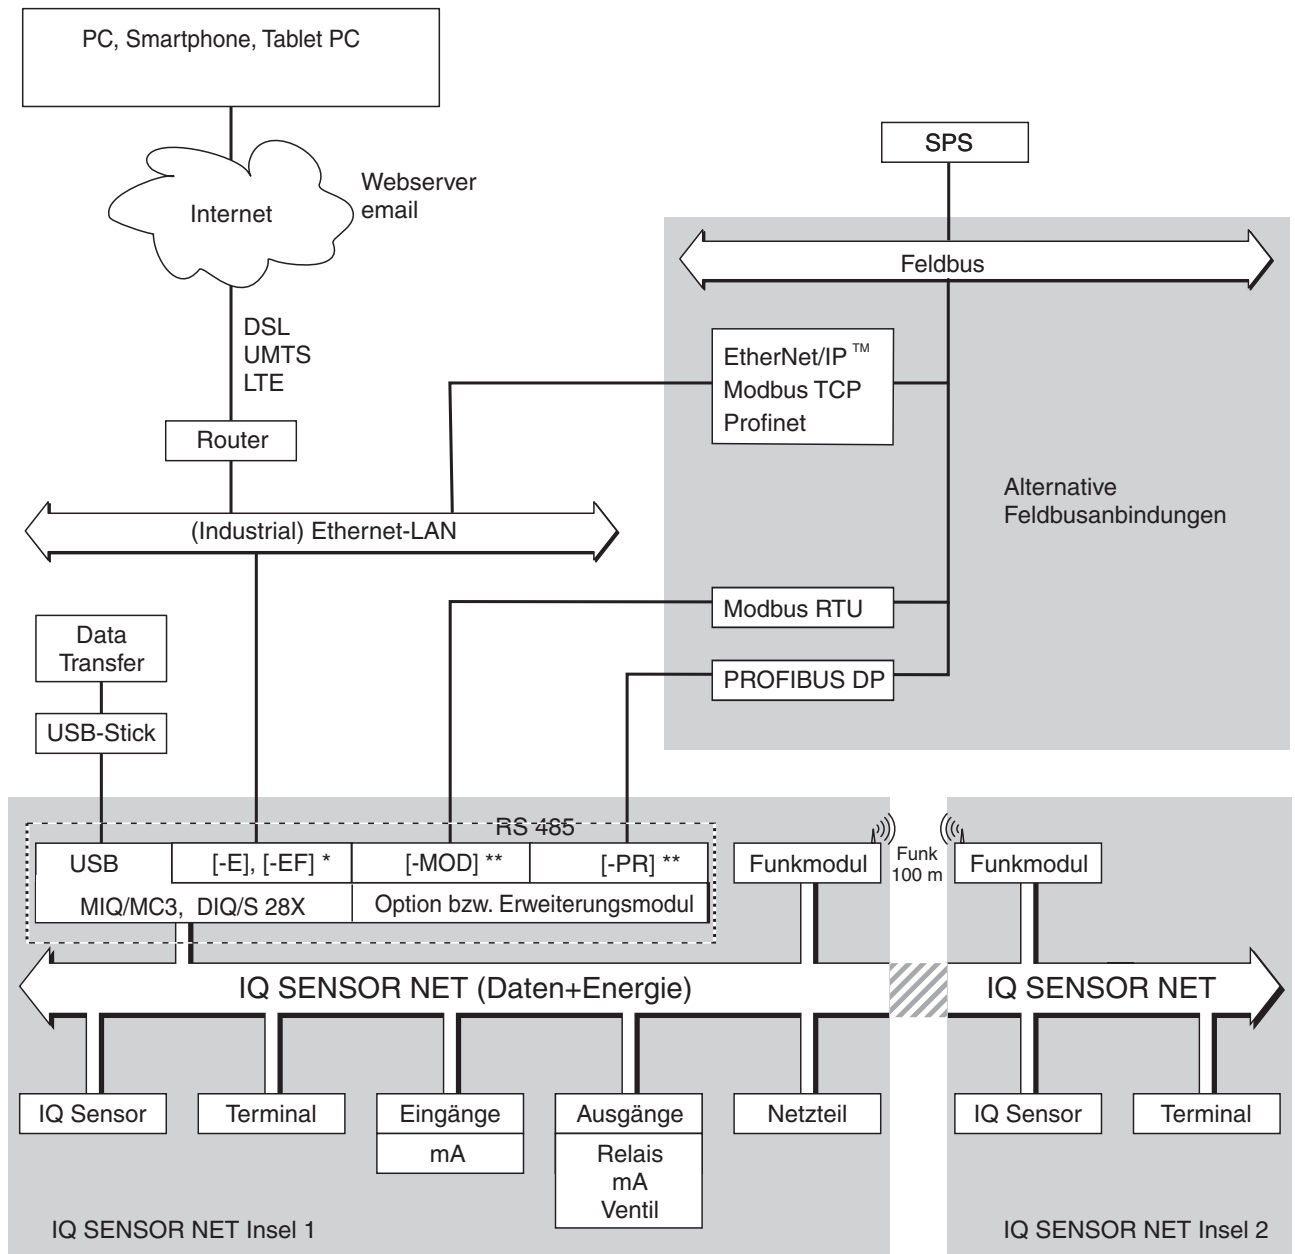 PC, Smartphone, Tablet PC
SPS
Webserver
email
Internet
Feldbus
DSL
UMTS
LTE
EtherNet/IP ™
Modbus TCP
Profinet
Router
Alternative
Feldbusanbindungen
(Industrial) Ethernet-LAN
Modbus RTU
Data
Transfer
PROFIBUS DP
USB-Stick
RS 485
USB
[-E], [-EF] *
[-MOD] **
[-PR] **
MIQ/MC3, DIQ/S 28X
Option bzw. Erweiterungsmodul
Funkmodul
Funk
100 m
Funkmodul
IQ SENSOR NET (Daten+Energie)
IQ SENSOR NET
IQ Sensor
Terminal
Eingänge
mA
Ausgänge
Relais
mA
Ventil
Netzteil
IQ Sensor
Terminal
IQ SENSOR NET Insel 1
IQ SENSOR NET Insel 2